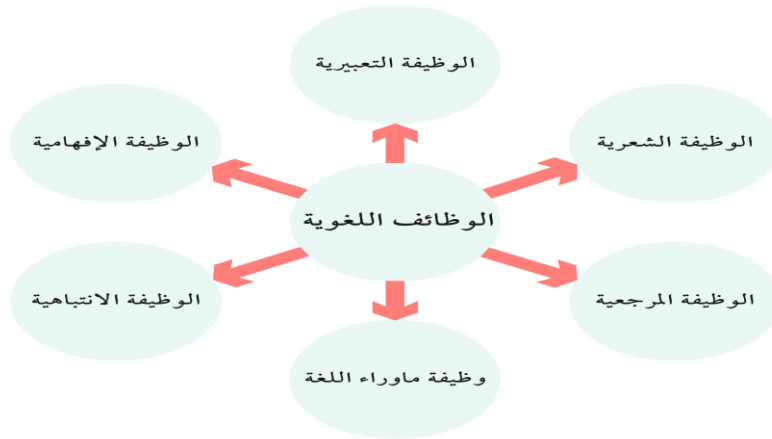 الوظيفة التعبيرية
الوظيفة الشعرية
الوظيفة الإفهامية
الوظائف اللغوية
الوظيفة المرجعية
الوظيفة الانتباهية
وظيفة ماوراء اللغة